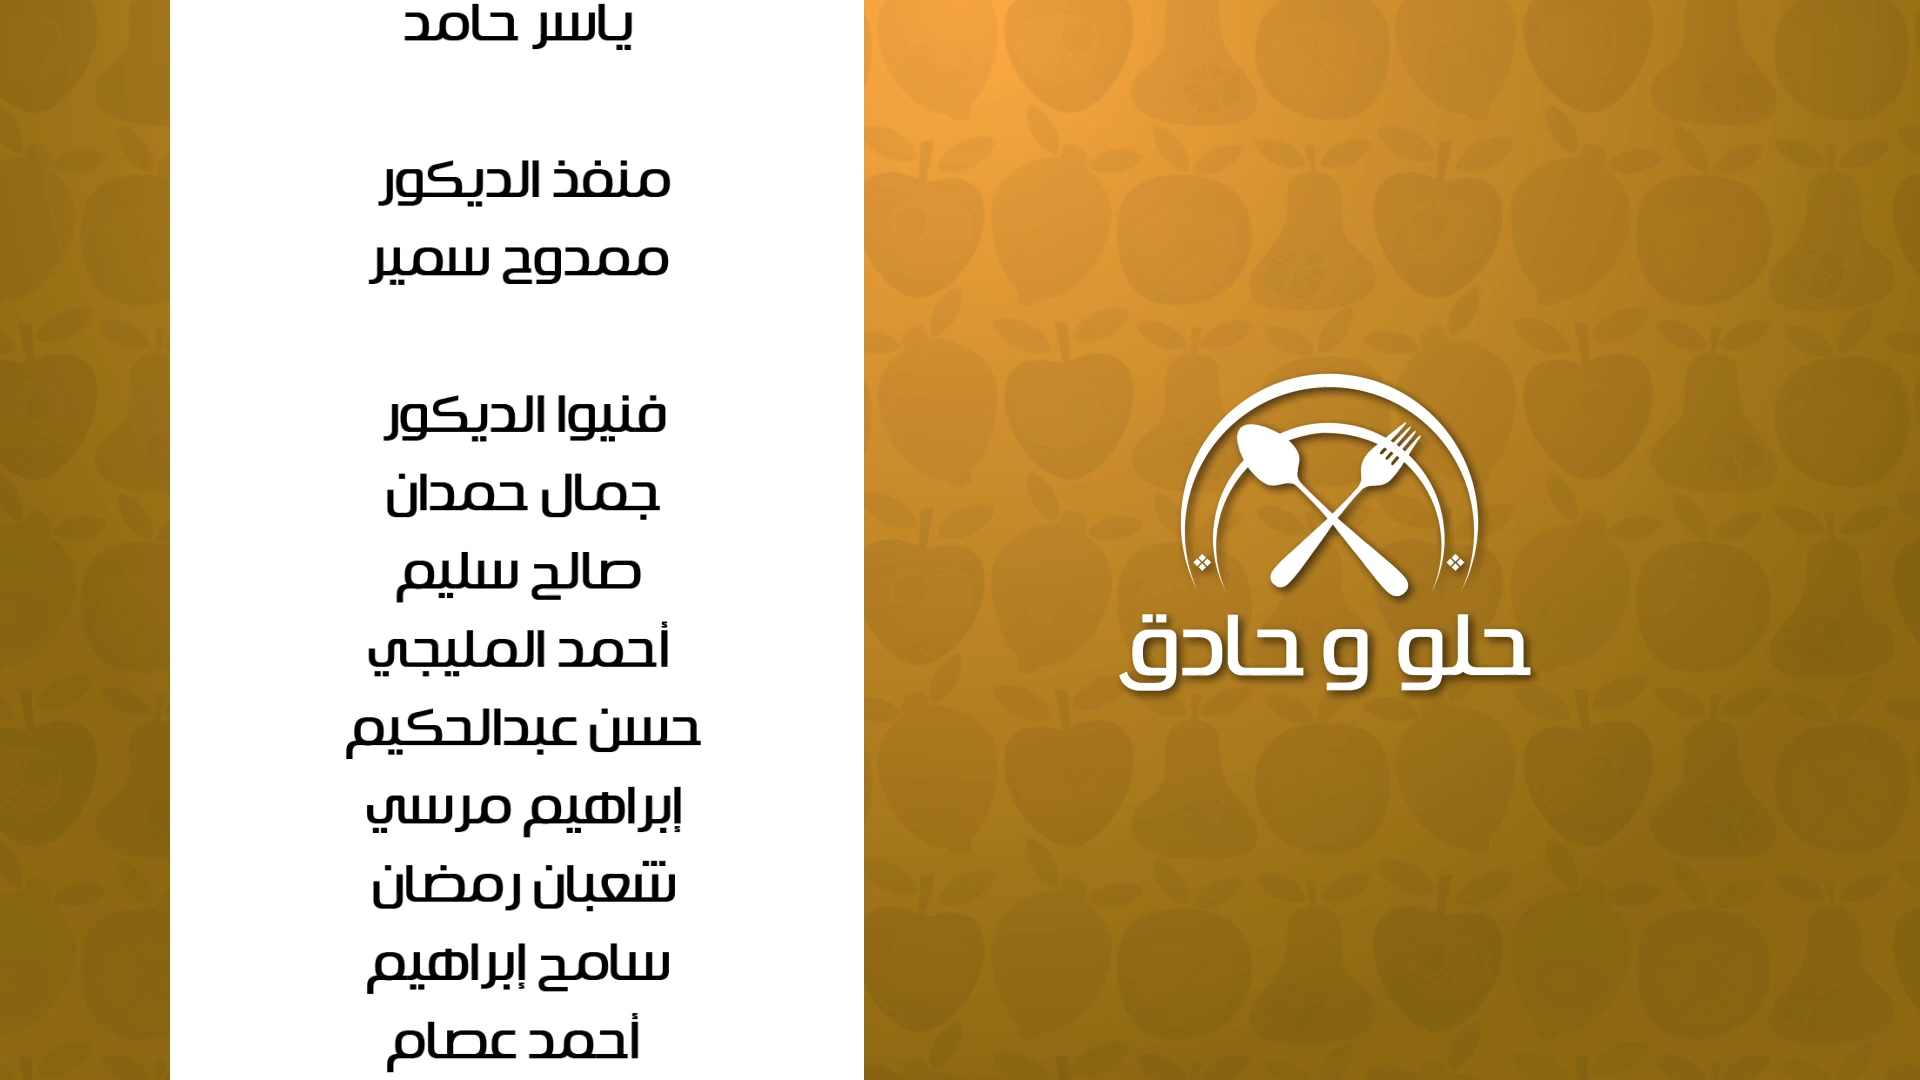 ياسر حامد
منفذ الديكور
ممدوح سمير
فنيوا الديكور
جمال حمدان
صالح سليم
أحمد المليجي
حسن عبدالحكيم
إبراهيم مرسي
شعبان رمضان
سامح إبراهيم
أحمد عصام
حلو و حادق